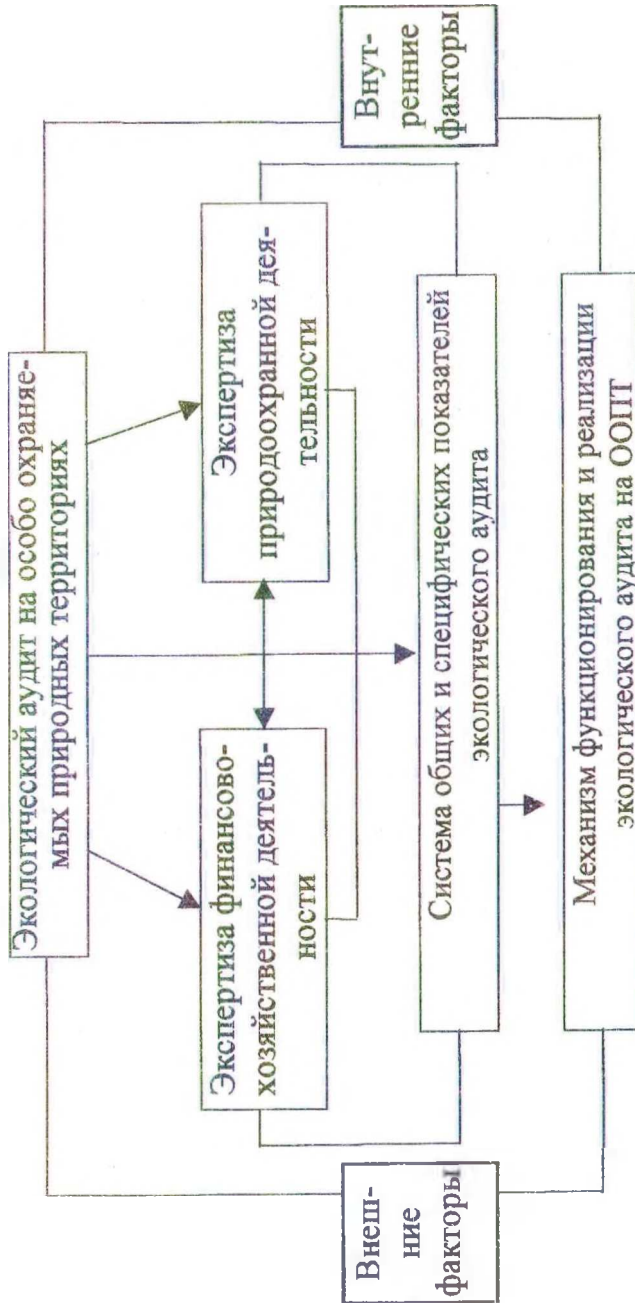 Экологический аудит на особо охраняе-
мых природных территориях
Экспертиза финансово-
хозяйственной деятель-
ности
Экспертиза
природоохранной дея-
тельности
Внеш-
ние
факторы
Внут-
ренние
факторы
Система общих и специфических показателей
экологического аудита
Механизм функционирования и реализации
экологического аудита на ООПТ